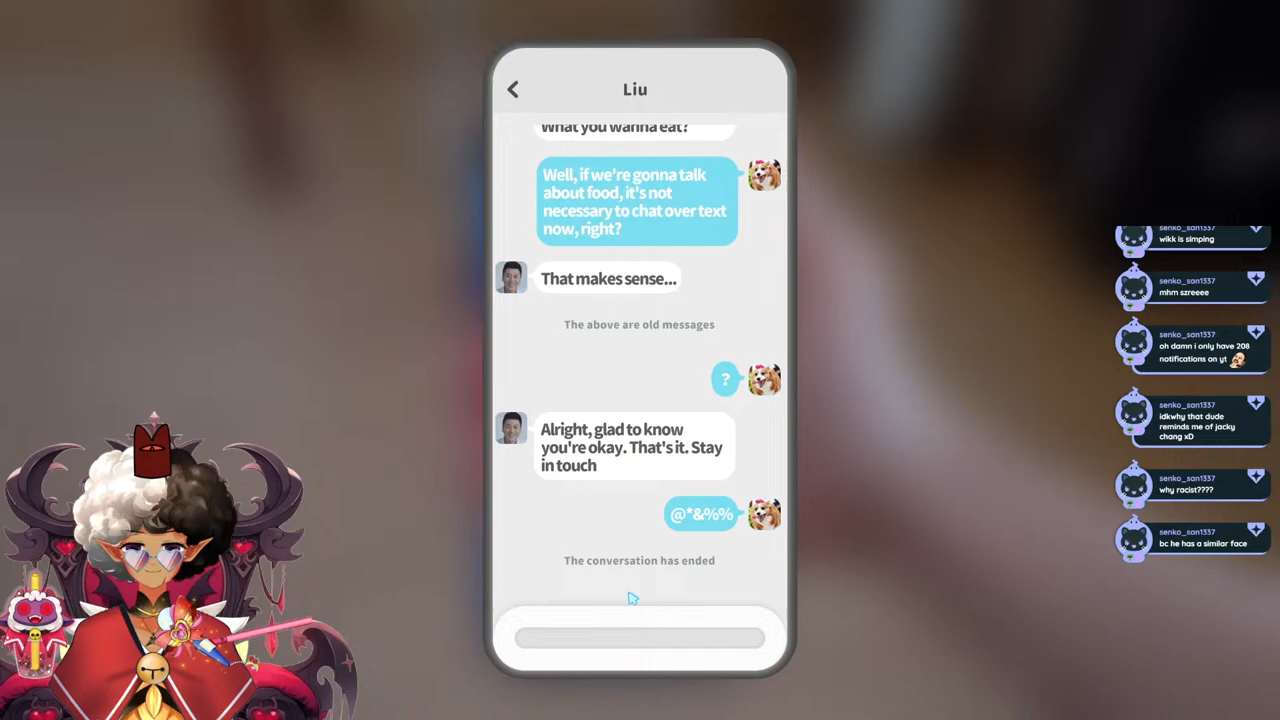 Liu
What you wanna eat?
Well, if we're gonna talk
about food, it's not
necessary to chat over text
now, right?
That makes sense...
The above are old messages
?
Alright, glad to know
you're okay. That's it. Stay
in touch
@*&%%
The conversation has ended
senko_san1337
wikk is simping
senko_san1337
mhm szreeee
senko_san1337
oh damn i only have 208
notifications on yt
senko_san1337
idkwhy that dude
reminds me of jacky
chang xD
senko_san1337
why racist????
senko_san1337
bc he has a similar face